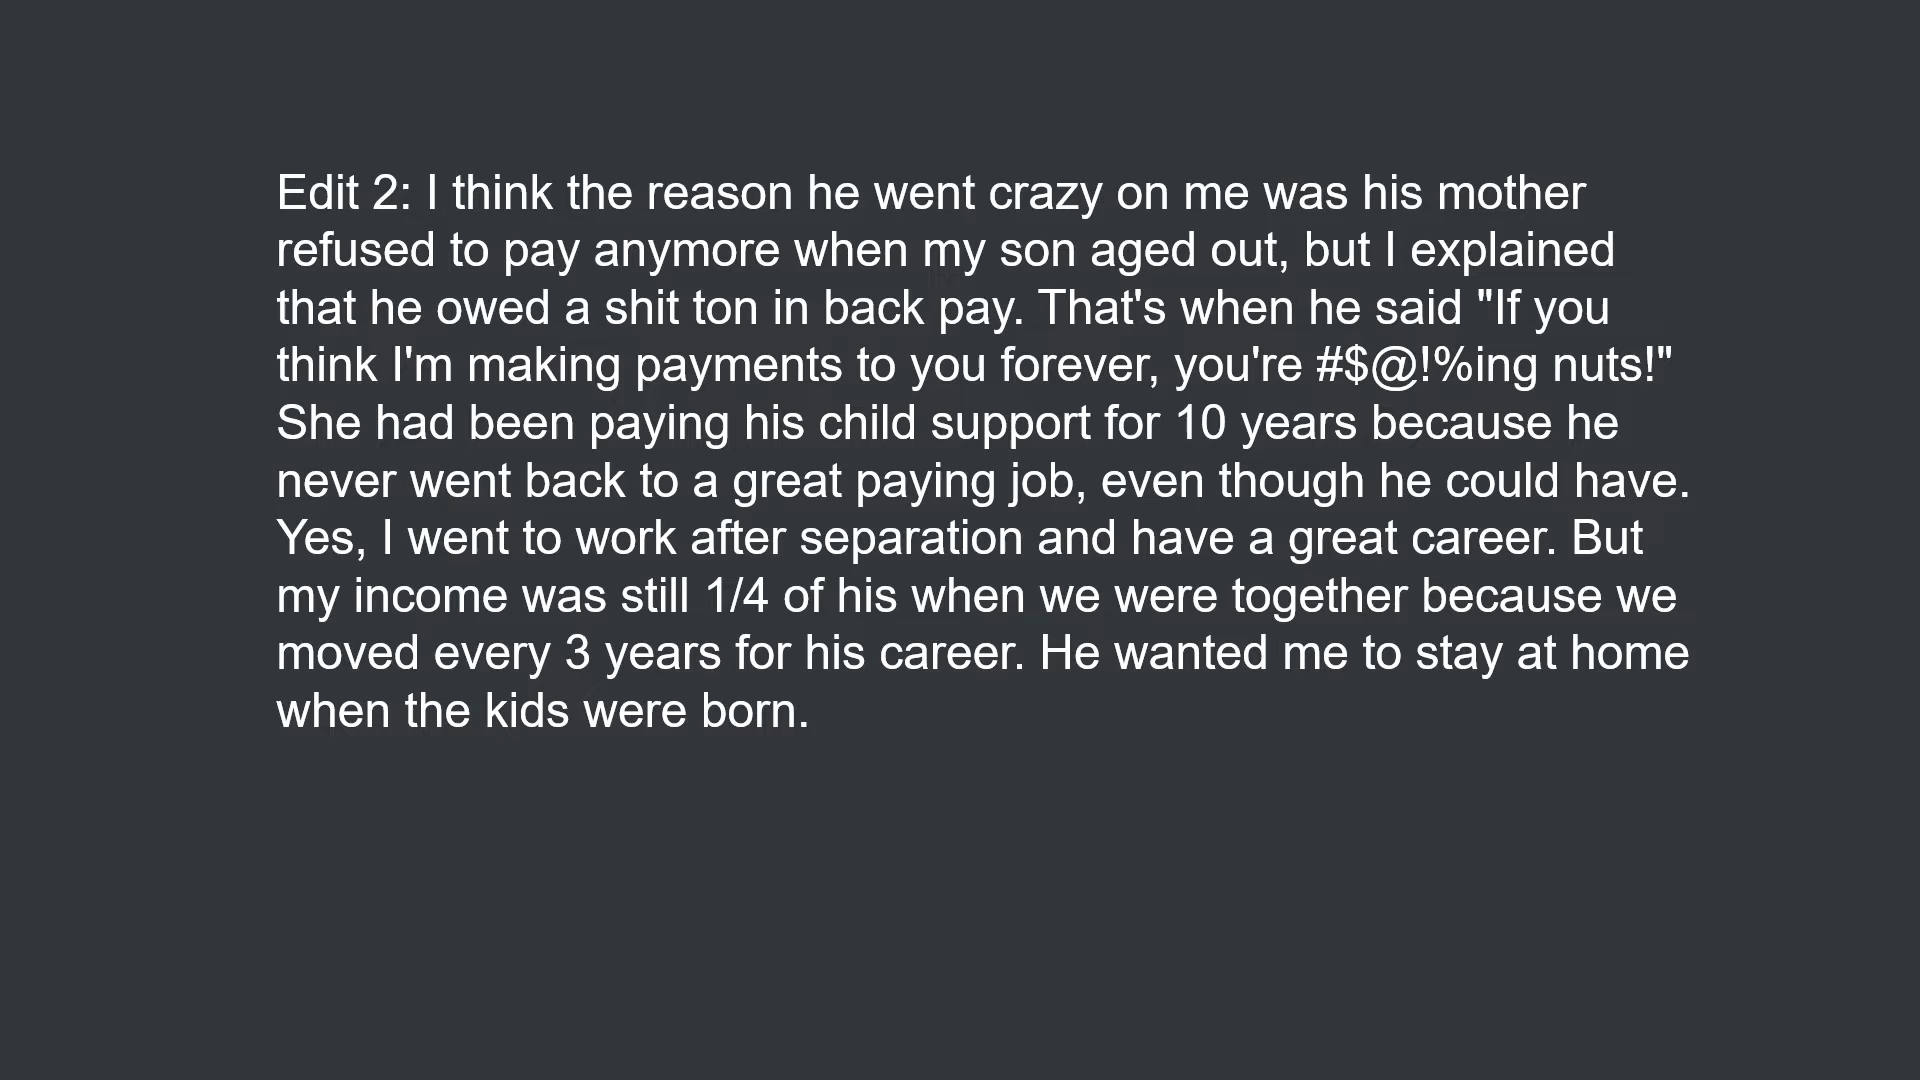 Edit 2: I think the reason he went crazy on me was his mother
refused to pay anymore when my son aged out, but I explained
that he owed a shit ton in back pay. That's when he said "If you
think I'm making payments to you forever, you're #$@!%ing nuts!"
She had been paying his child support for 10 years because he
never went back to a great paying job, even though he could have.
Yes, I went to work after separation and have a great career. But
my income was still 1/4 of his when we were together because we
moved every 3 years for his career. He wanted me to stay at home
when the kids were born.